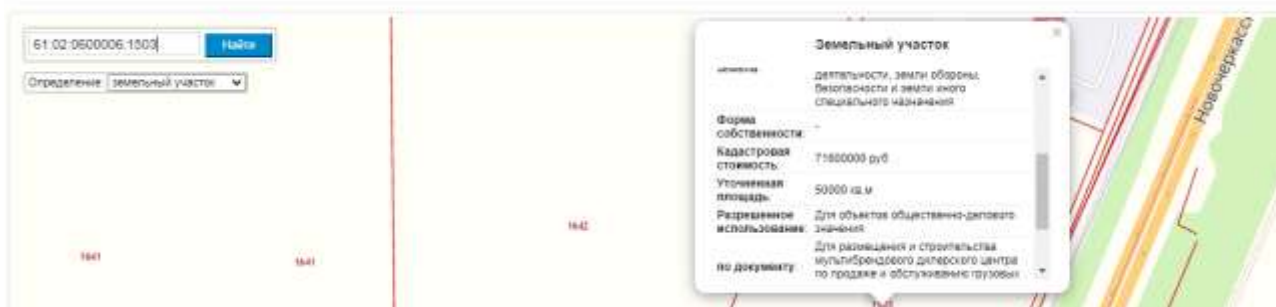 61:02:0600006:1503
Найти
Определение земельный участок
Земельный участок
деятельности, земли обороны,
безопасности и земли иного
специального назначения
Форма
собственности: -
Кадастровая
стоимость: 71600000 руб
Уточненная
площадь: 50000 кв.м
Разрешенное
использование: Для объектов общественно-делового
значения
по документу: Для размещения и строительства
мультибрендового дилерского центра
по продаже и обслуживанию грузовых
Новочеркасс
1642
1641
1641